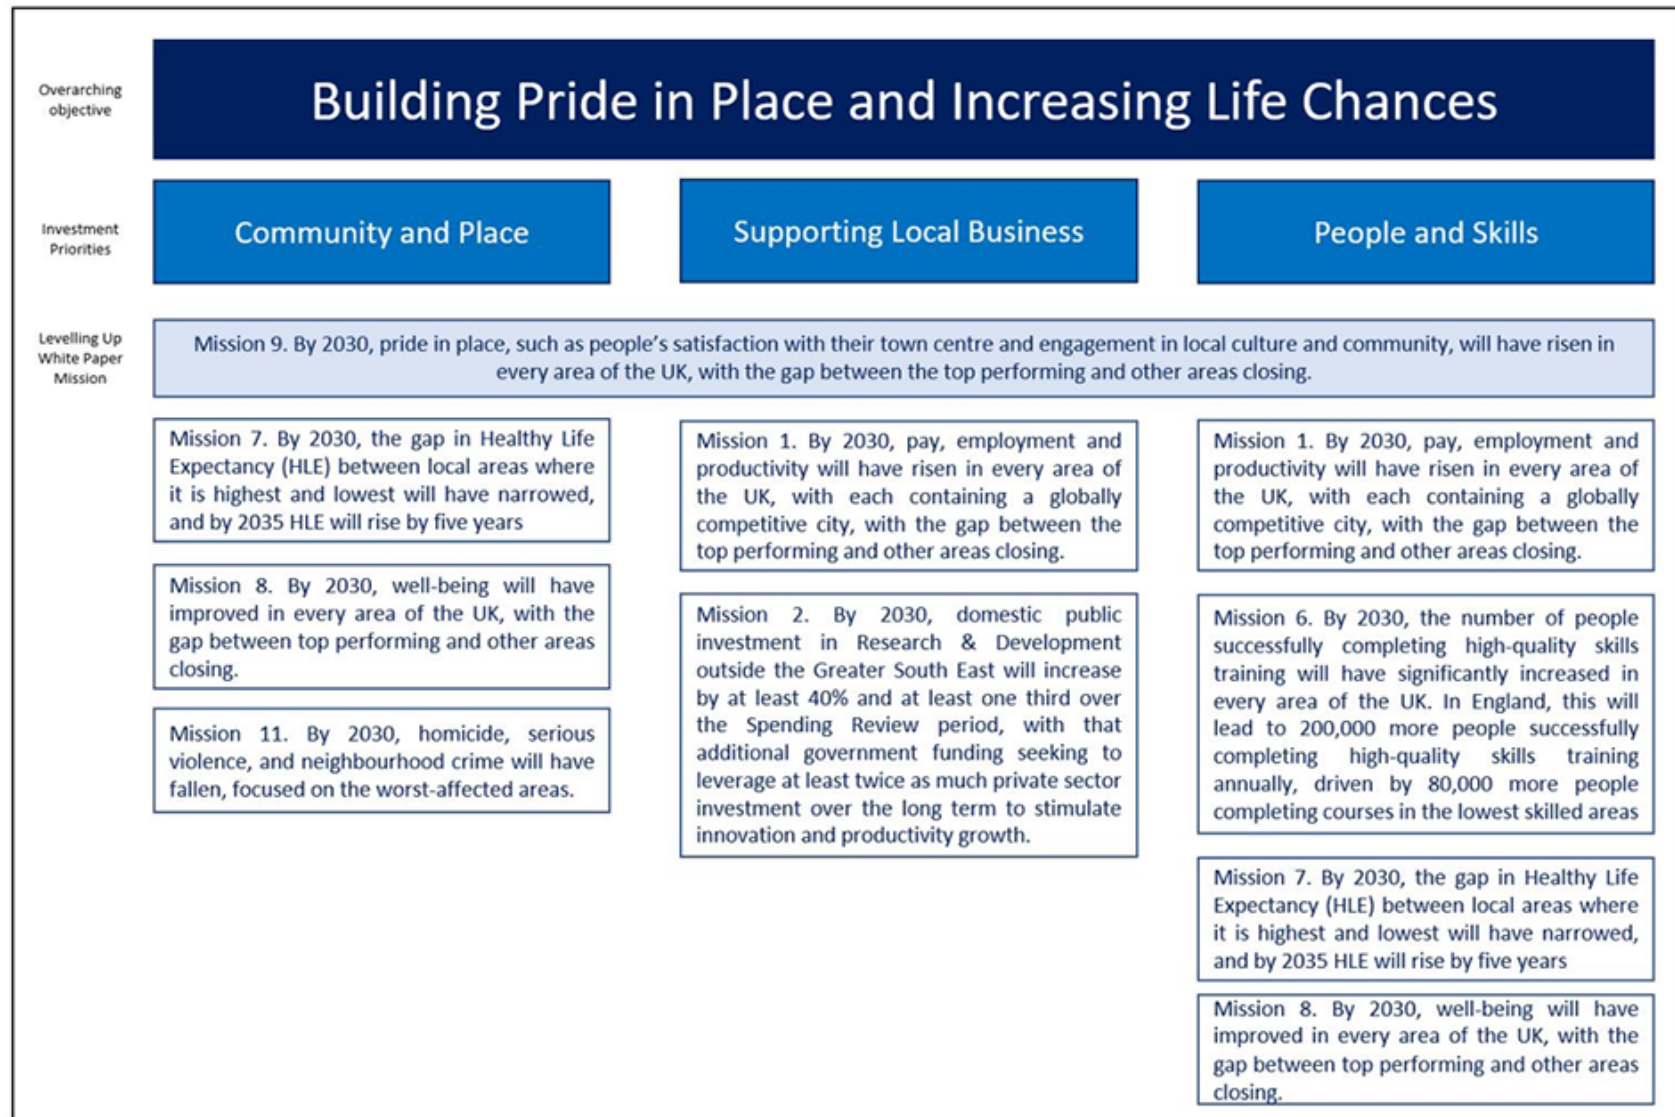 Overarching
objective
Building Pride in Place and Increasing Life Chances
Investment
Priorities
Community and Place
Supporting Local Business
People and Skills
Levelling Up
White Paper
Mission
Mission 9. By 2030, pride in place, such as people's satisfaction with their town centre and engagement in local culture and community, will have risen in
every area of the UK, with the gap between the top performing and other areas closing.
Mission 7. By 2030, the gap in Healthy Life
Expectancy (HLE) between local areas where
it is highest and lowest will have narrowed,
and by 2035 HLE will rise by five years
Mission 8. By 2030, well-being will have
improved in every area of the UK, with the
gap between top performing and other areas
closing.
Mission 11. By 2030, homicide, serious
violence, and neighbourhood crime will have
fallen, focused on the worst-affected areas.
Mission 1. By 2030, pay, employment and
productivity will have risen in every area of
the UK, with each containing a globally
competitive city, with the gap between the
top performing and other areas closing.
Mission 2. By 2030, domestic public
investment in Research & Development
outside the Greater South East will increase
by at least 40% and at least one third over
the Spending Review period, with that
additional government funding seeking to
leverage at least twice as much private sector
investment over the long term to stimulate
innovation and productivity growth.
Mission 1. By 2030, pay, employment and
productivity will have risen in every area of
the UK, with each containing a globally
competitive city, with the gap between the
top performing and other areas closing.
Mission 6. By 2030, the number of people
successfully completing high-quality skills
training will have significantly increased in
every area of the UK. In England, this will
lead to 200,000 more people successfully
completing high-quality skills training
annually, driven by 80,000 more people
completing courses in the lowest skilled areas
Mission 7. By 2030, the gap in Healthy Life
Expectancy (HLE) between local areas where
it is highest and lowest will have narrowed,
and by 2035 HLE will rise by five years
Mission 8. By 2030, well-being will have
improved in every area of the UK, with the
gap between top performing and other areas
closing.